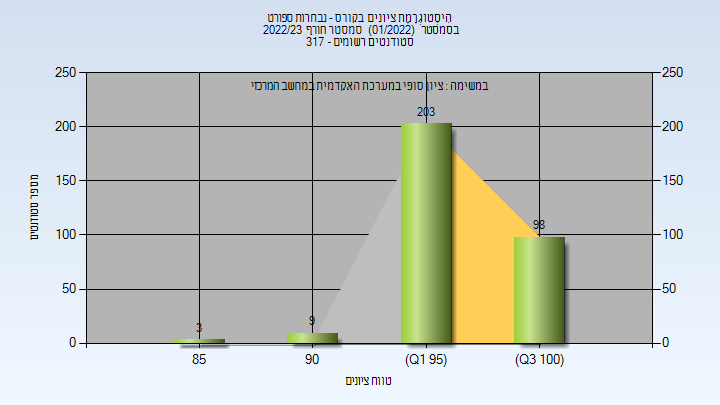 היסטוגרמת ציונים בקורס - נבחרות ספורט
בסמסטר (01/2022) סמסטר חורף 2022/23
סטודנטים רשומים - 317
במשימה : ציון סופי במערכת האקדמית במחשב המרכזי
250
200
150
100
50
0
250
200
150
100
50
0
3
9
203
98
85
90
(Q1 95)
(Q3 100)
מספר סטודנטים
טווח ציונים